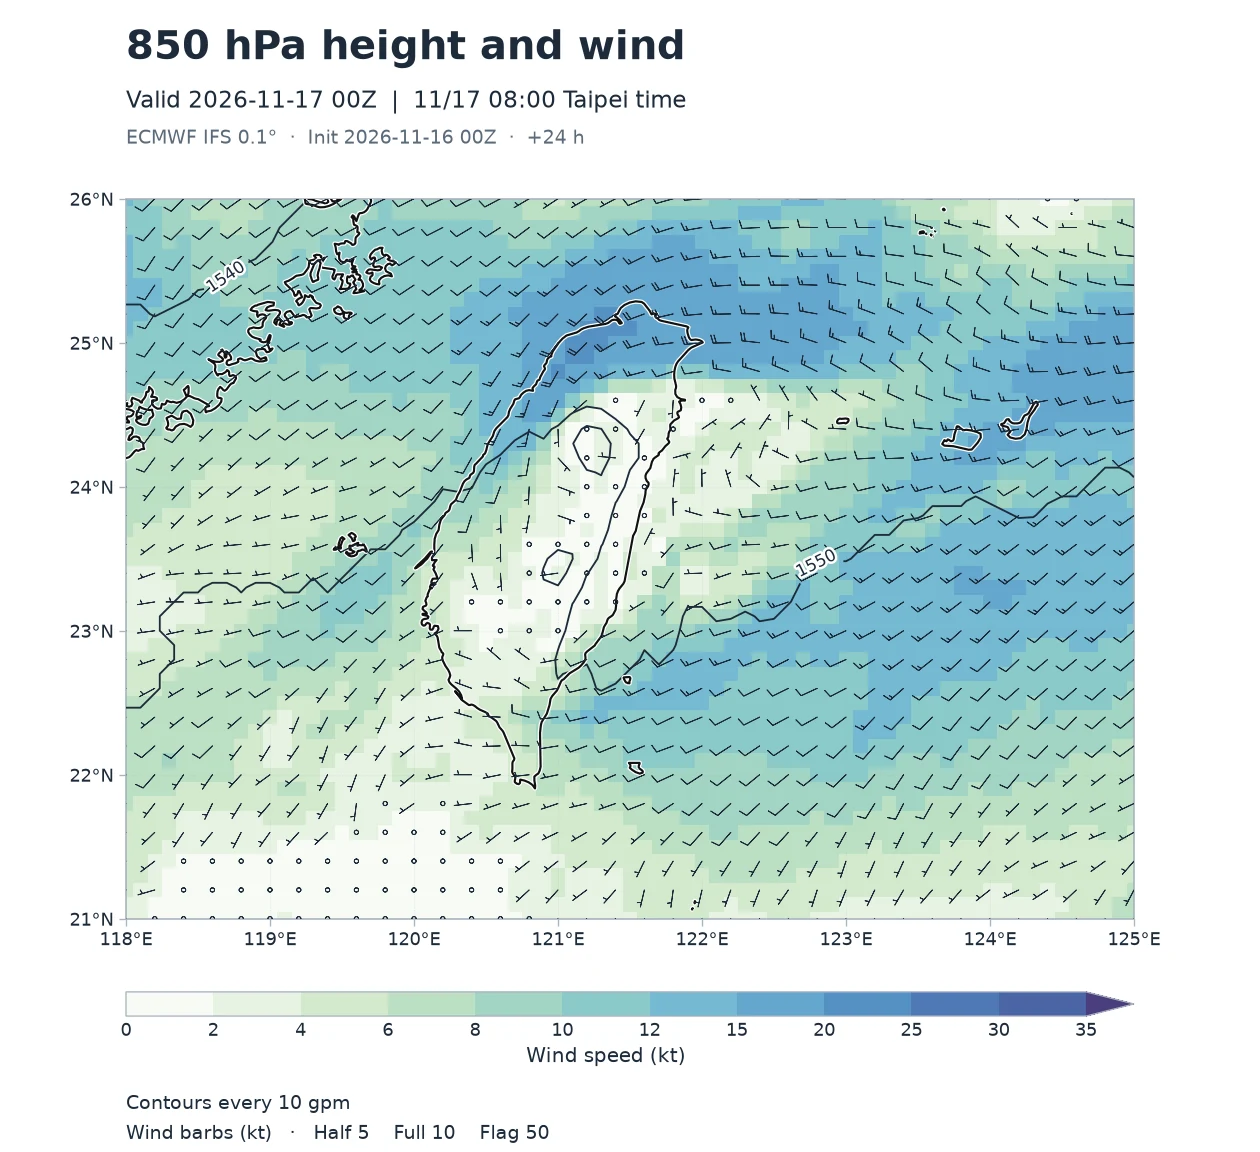 850 hPa height and wind
Valid 2026-11-17 00Z | 11/17 08:00 Taipei time
ECMWF IFS 0.1° · Init 2026-11-16 00Z · +24 h
26°N
25°N
24°N
23°N
22°N
21°N
1540
1550
118°E 119°E 120°E 121°E 122°E 123°E 124°E 125°E
0 2 4 6 8 10 12 15 20 25 30 35
Wind speed (kt)
Contours every 10 gpm
Wind barbs (kt) · Half 5 Full 10 Flag 50